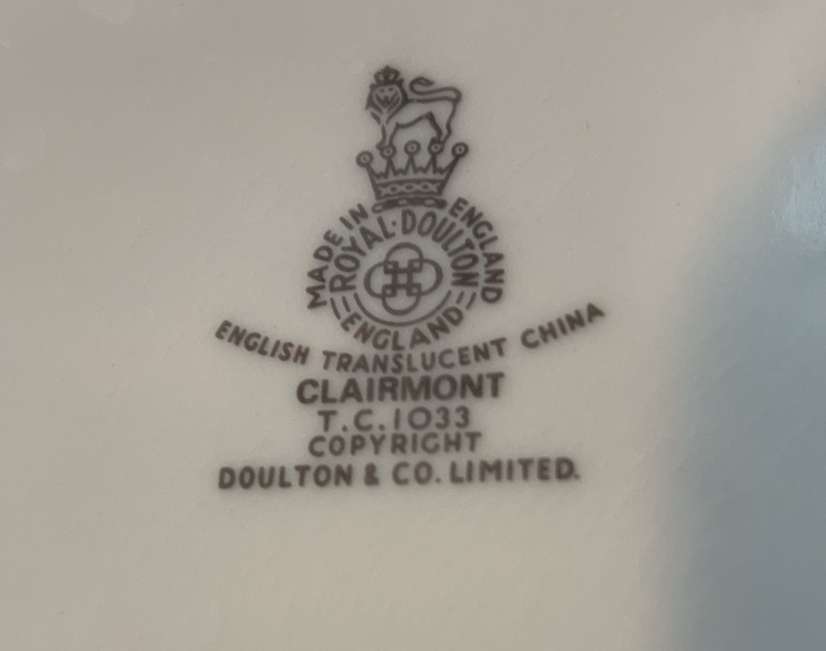 MADE IN ENGLAND
ROYAL·DOULTON
ENGLAND
ENGLISH TRANSLUCENT CHINA
CLAIRMONT
T.C.1033
COPYRIGHT
DOULTON & CO. LIMITED.